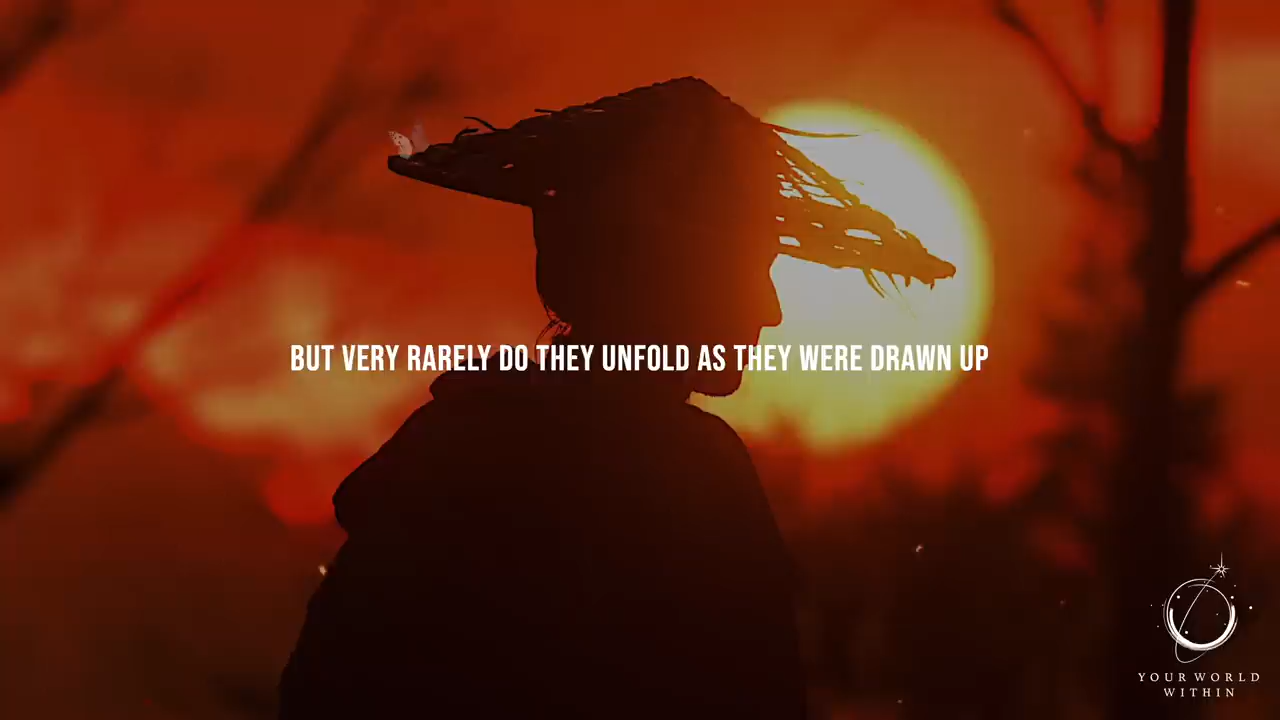 BUT VERY RARELY DO THEY UNFOLD AS THEY WERE DRAWN UP
YOUR WORLD
WITHIN